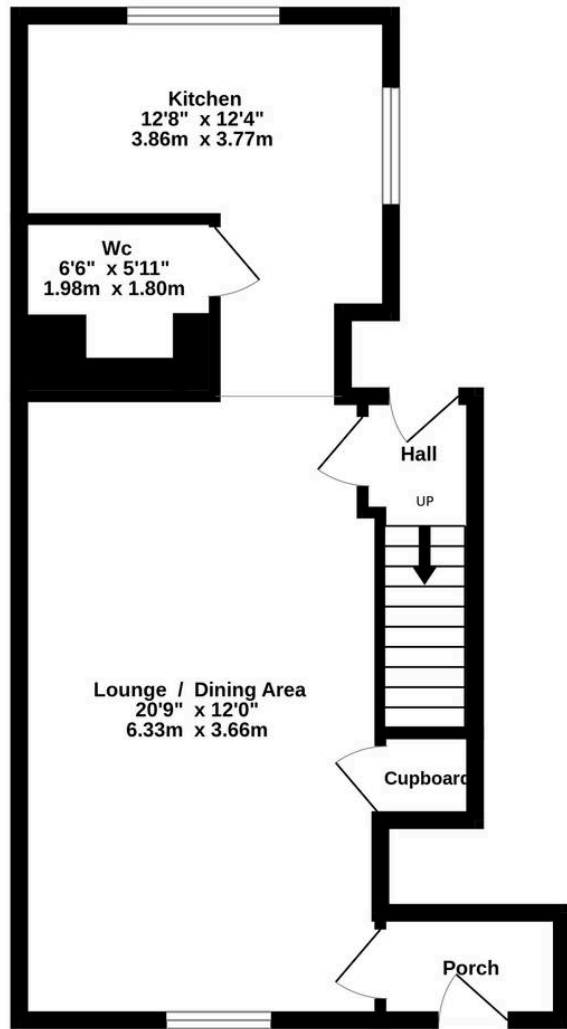 Kitchen
12'8" x 12'4"
3.86m x 3.77m
Wc
6'6" x 5'11"
1.98m x 1.80m
Hall
UP
Lounge / Dining Area
20'9" x 12'0"
6.33m x 3.66m
Cupboard
Porch